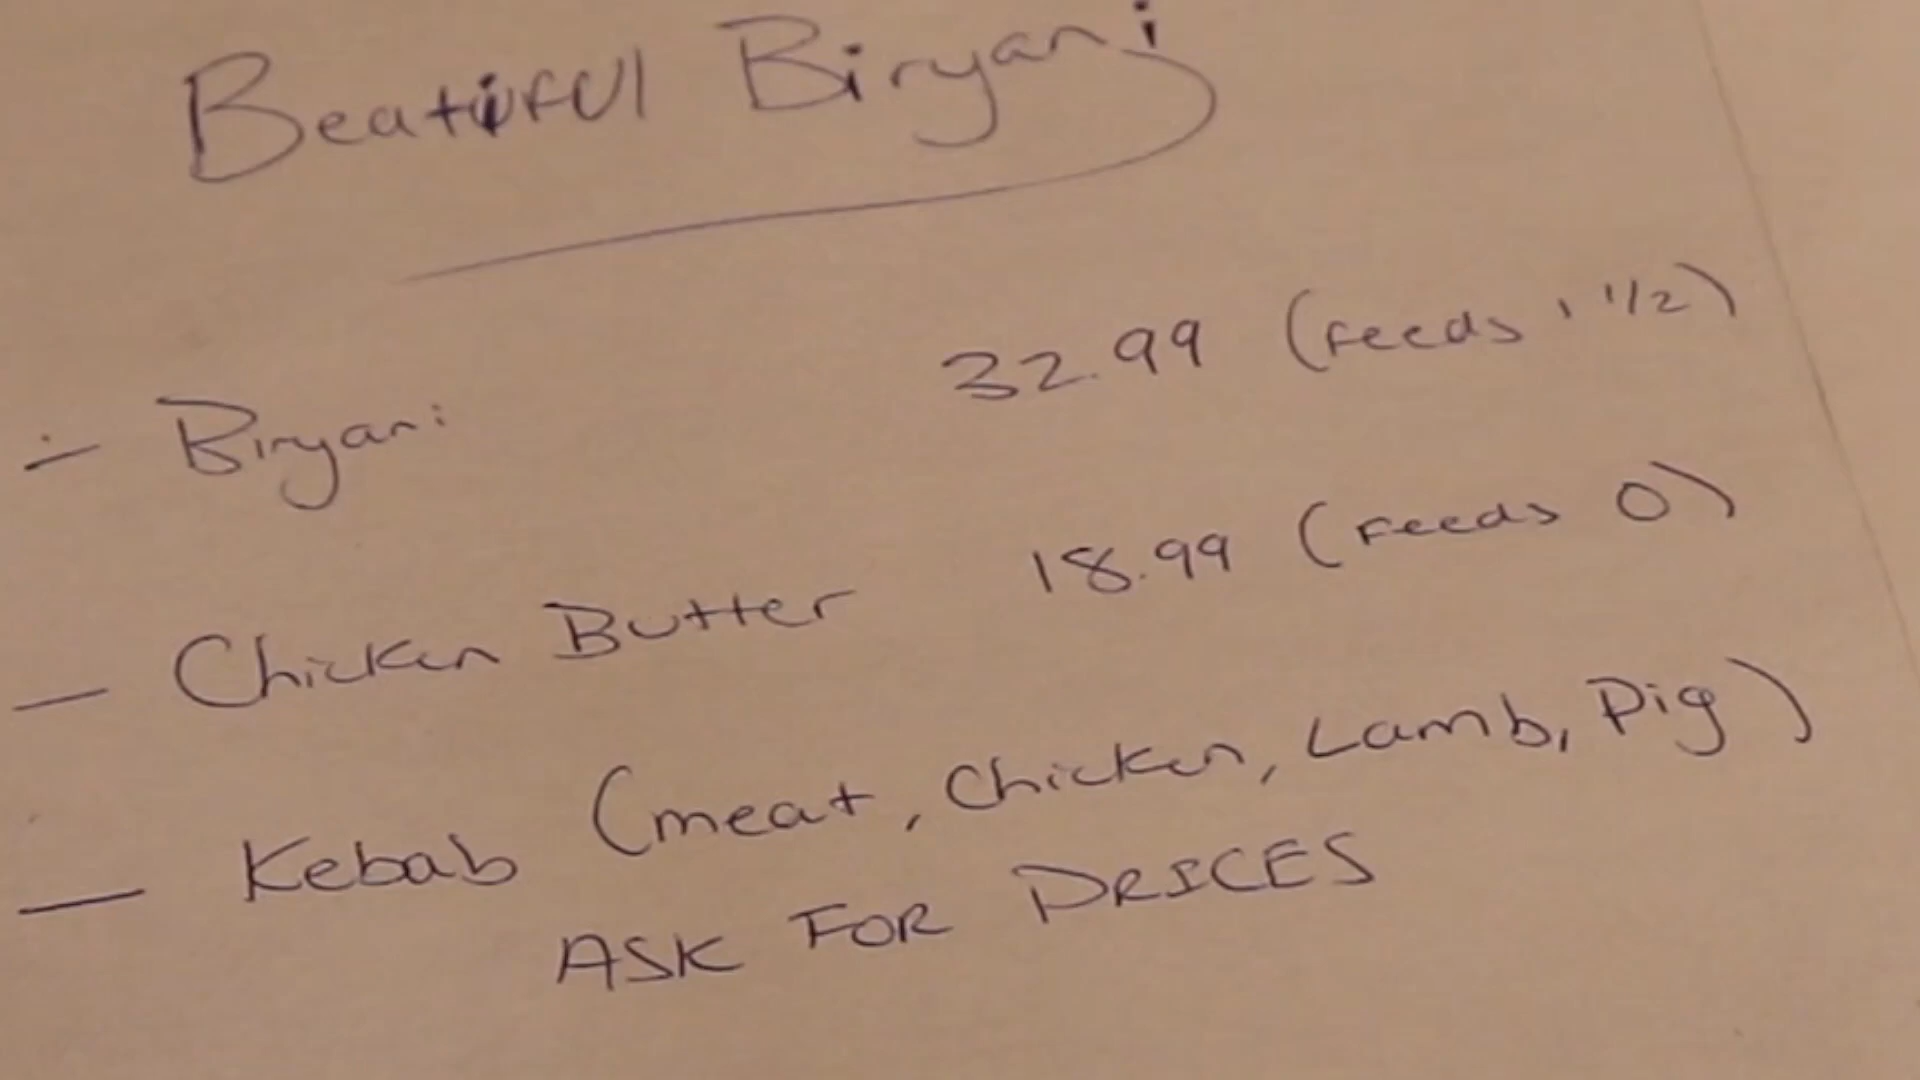 Beatiful Biryani
- Biryani 32.99 (feeds 1 1/2)
- Chicken Butter 18.99 (feeds 0)
- Kebab (meat, chicken, Lamb, Pig)
ASK FOR PRICES